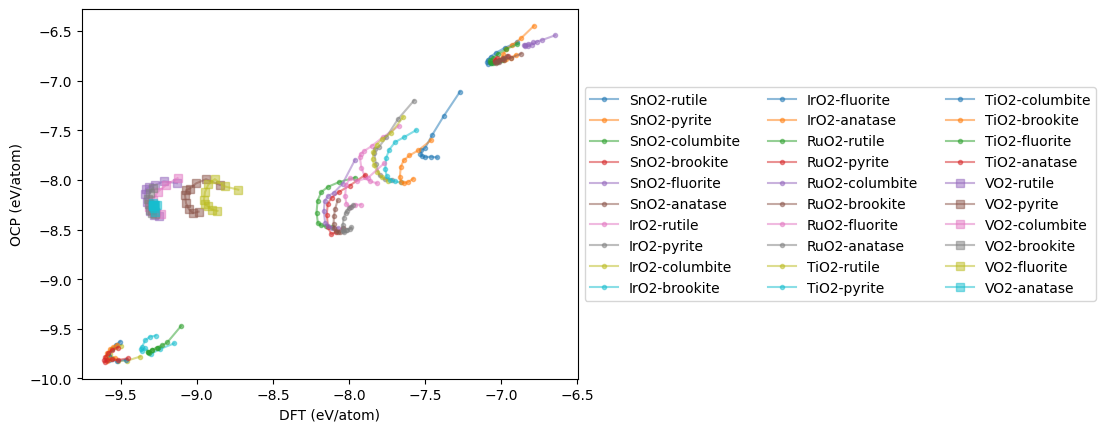 −6.5
−7.0
−7.5
−8.0
−8.5
−9.0
−9.5
−10.0
OCP (eV/atom)
−9.5 −9.0 −8.5 −8.0 −7.5 −7.0 −6.5
DFT (eV/atom)
SnO2-rutile
SnO2-pyrite
SnO2-columbite
SnO2-brookite
SnO2-fluorite
SnO2-anatase
IrO2-rutile
IrO2-pyrite
IrO2-columbite
IrO2-brookite
IrO2-fluorite
IrO2-anatase
RuO2-rutile
RuO2-pyrite
RuO2-columbite
RuO2-brookite
RuO2-fluorite
RuO2-anatase
TiO2-rutile
TiO2-pyrite
TiO2-columbite
TiO2-brookite
TiO2-fluorite
TiO2-anatase
VO2-rutile
VO2-pyrite
VO2-columbite
VO2-brookite
VO2-fluorite
VO2-anatase